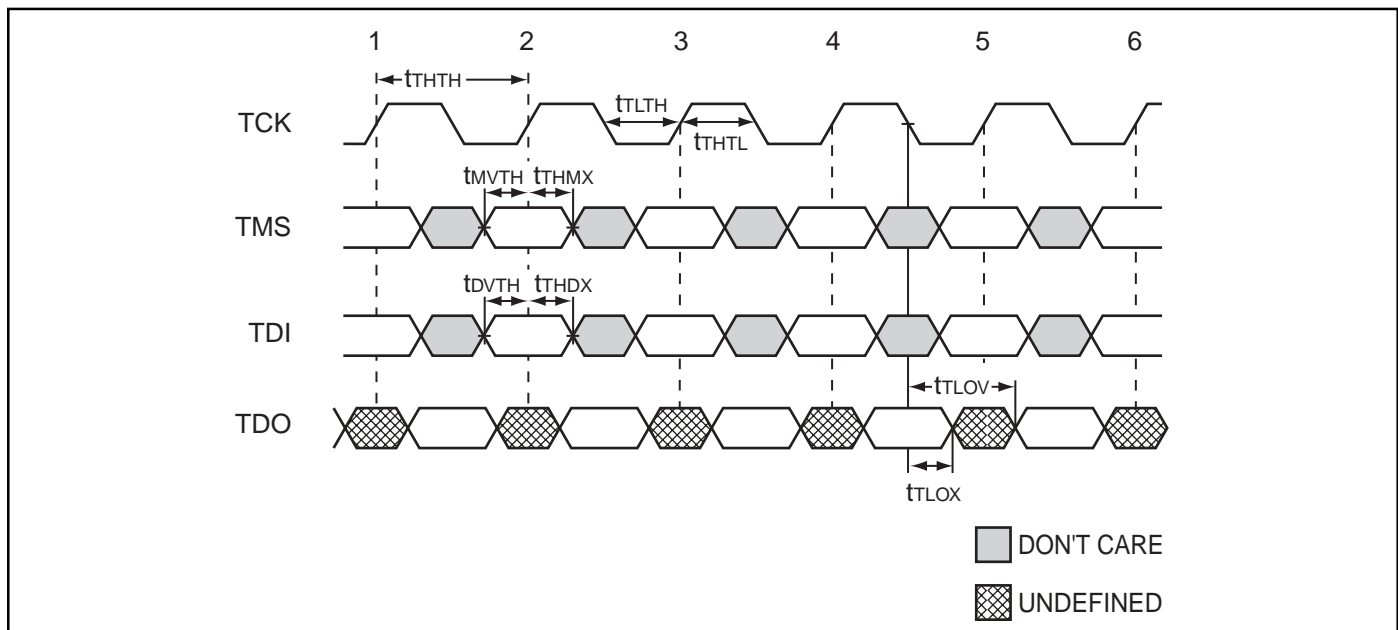 1 2 3 4 5 6
tTHTH
tTLTH
TCK
tTHTL
tMVTH tTHMX
TMS
tDVTH tTHDX
TDI
tTLOV
TDO
tTLOX
DON'T CARE
UNDEFINED